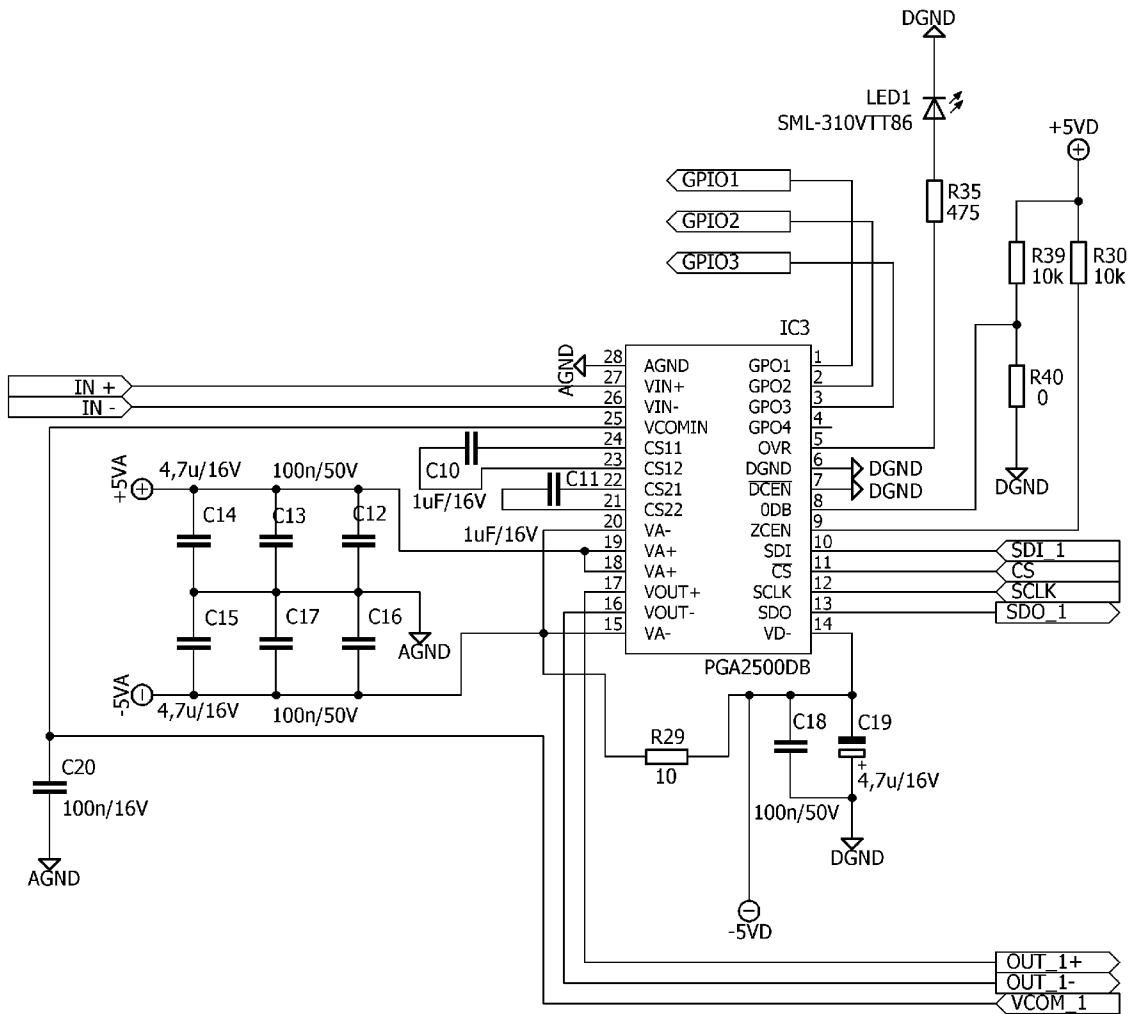 DGND
LED1
SML-310VTT86
+5VD
GPIO1
R35
475
GPIO2
GPIO3
R39
10k
R30
10k
IC3
AGND
28 AGND GPO1 1
IN + 27 VIN+ GPO2 2
R40
0
IN - 26 VIN- GPO3 3
25 VCOMIN GPO4 4
24 CS11 OVR 5
C10
23 CS12 DGND 6 DGND
4,7u/16V 100n/50V
C11
22 CS21 DCEN 7 DGND
DGND
+5VA
1uF/16V
21 CS22 0DB 8
C14 C13 C12
20 VA- ZCEN 9
1uF/16V
19 VA+ SDI 10 SDI_1
18 VA+ CS 11 CS
17 VOUT+ SCLK 12 SCLK
16 VOUT- SDO 13 SDO_1
C15 C17 C16
15 VA- VD- 14
AGND
PGA2500DB
-5VA
4,7u/16V 100n/50V
C18 C19
R29
10
+
4,7u/16V
C20
100n/16V
100n/50V
DGND
AGND
-5VD
OUT_1+
OUT_1-
VCOM_1